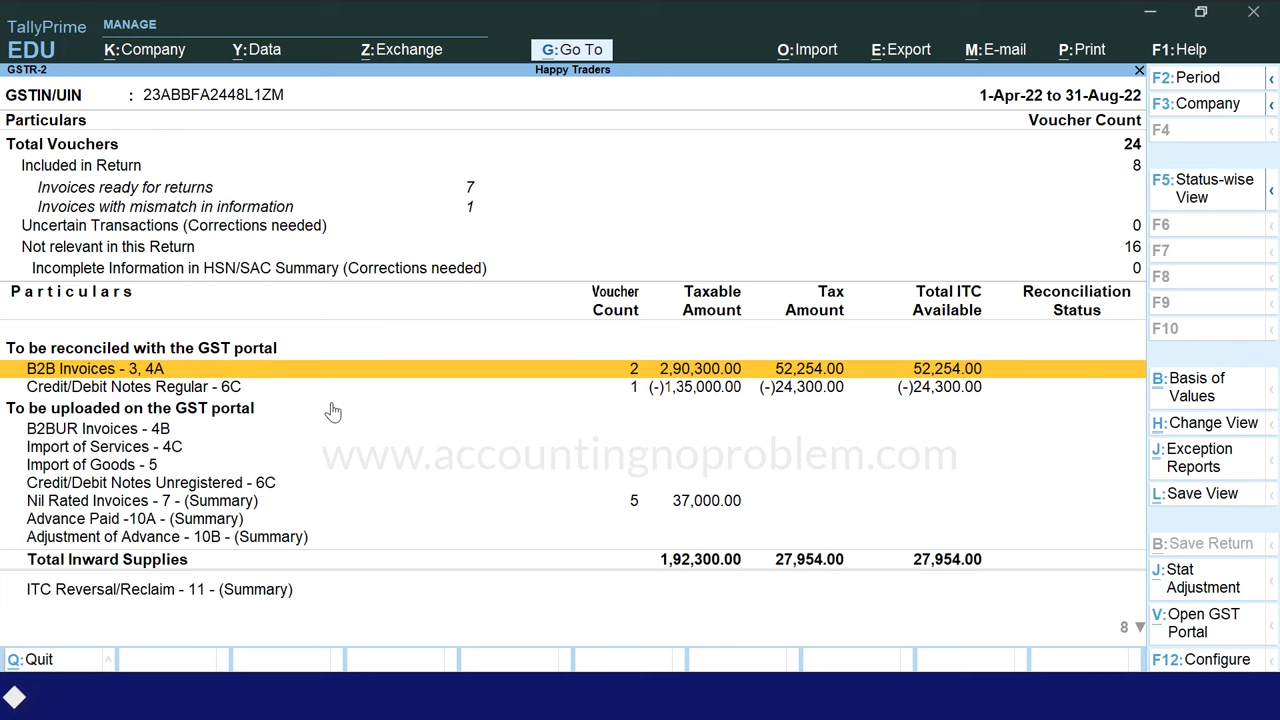 TallyPrime MANAGE
EDU K:Company Y:Data Z:Exchange G:Go To O:Import E:Export M:E-mail P:Print F1:Help
GSTR-2 Happy Traders
GSTIN/UIN : 23ABBFA2448L1ZM 1-Apr-22 to 31-Aug-22
Particulars Voucher Count
Total Vouchers 24
Included in Return 8
Invoices ready for returns 7
Invoices with mismatch in information 1
Uncertain Transactions (Corrections needed) 0
Not relevant in this Return 16
Incomplete Information in HSN/SAC Summary (Corrections needed) 0
Particulars Voucher Taxable Tax Total ITC Reconciliation
Count Amount Amount Available Status
To be reconciled with the GST portal
B2B Invoices - 3, 4A 2 2,90,300.00 52,254.00 52,254.00
Credit/Debit Notes Regular - 6C 1 (-)1,35,000.00 (-)24,300.00 (-)24,300.00
To be uploaded on the GST portal
B2BUR Invoices - 4B
Import of Services - 4C
www.accountingnoproblem.com
Import of Goods - 5
Credit/Debit Notes Unregistered - 6C
Nil Rated Invoices - 7 - (Summary) 5 37,000.00
Advance Paid -10A - (Summary)
Adjustment of Advance - 10B - (Summary)
Total Inward Supplies 1,92,300.00 27,954.00 27,954.00
ITC Reversal/Reclaim - 11 - (Summary)
8
Q:Quit
F2:Period
F3:Company
F4
F5:Status-wise
View
F6
F7
F8
F9
F10
B:Basis of
Values
H:Change View
J:Exception
Reports
L:Save View
B:Save Return
J:Stat
Adjustment
V:Open GST
Portal
F12:Configure